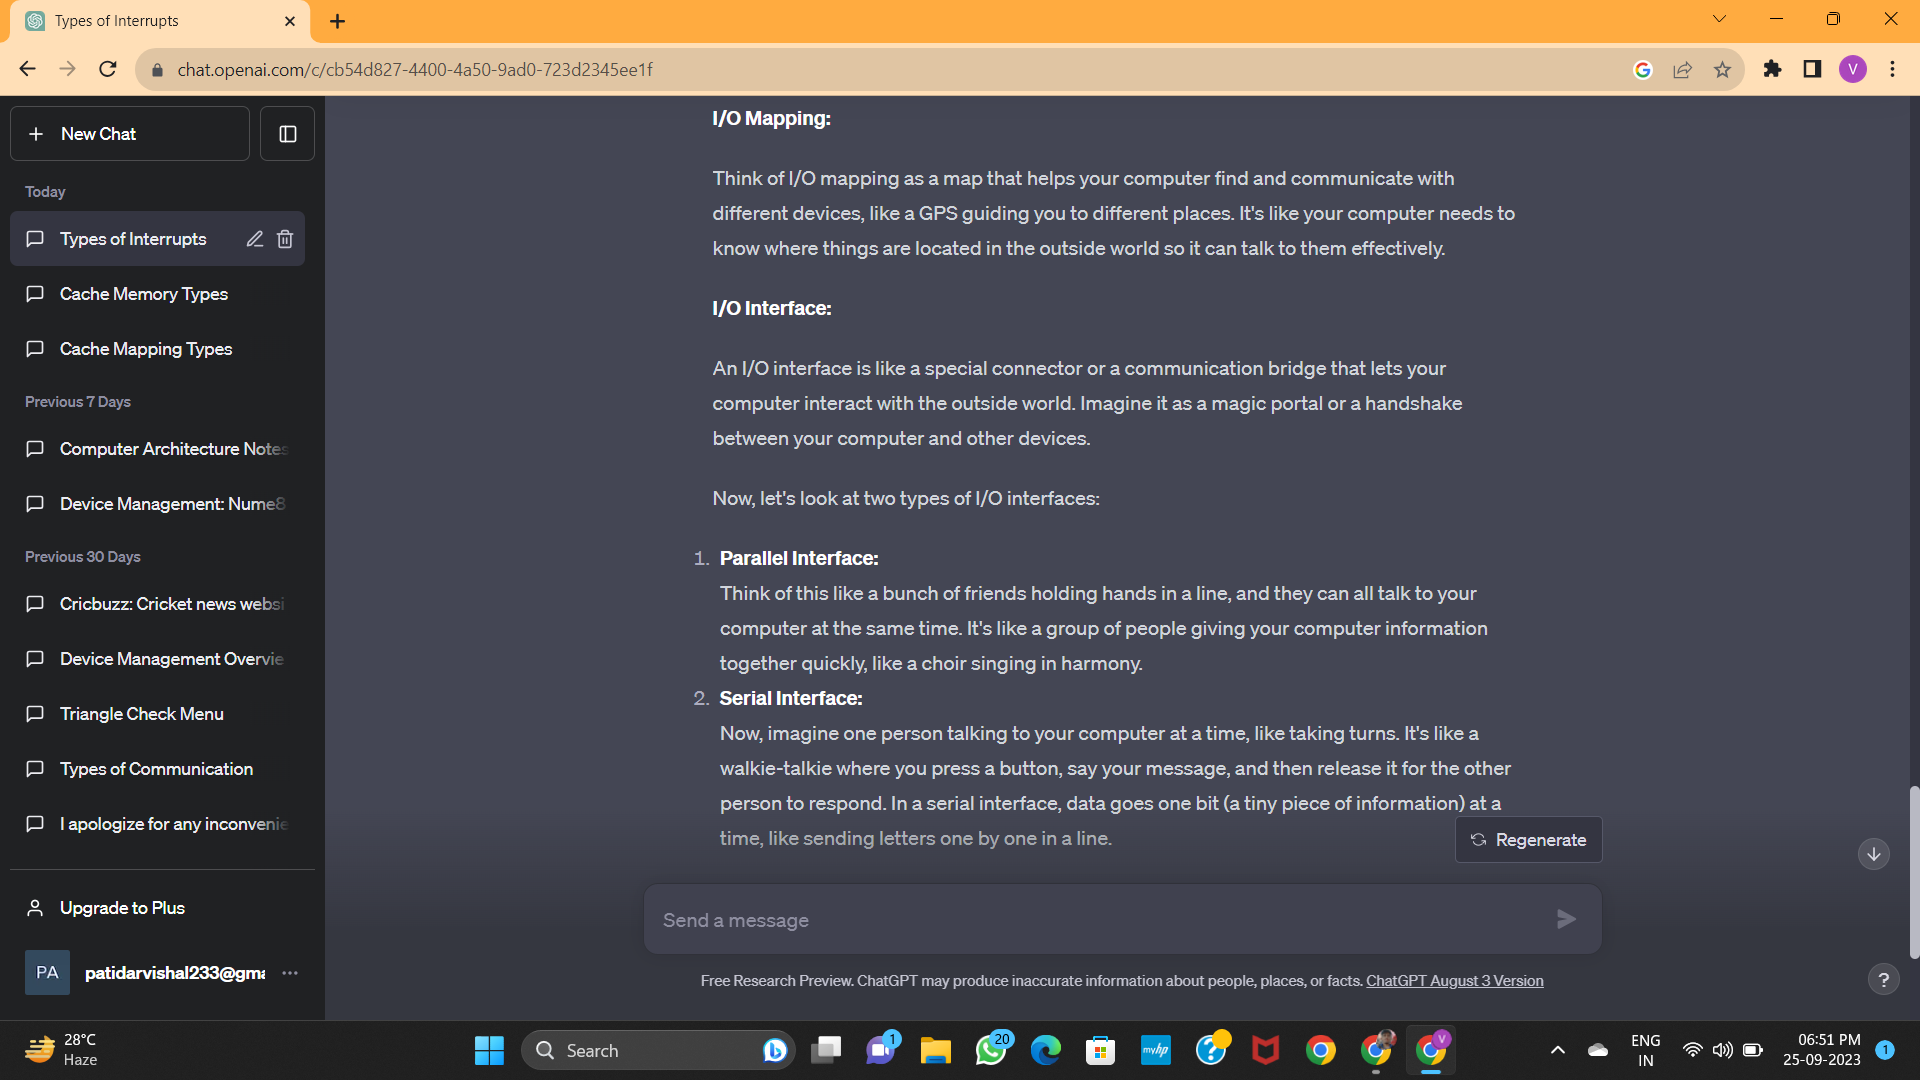 Types of Interrupts
chat.openai.com/c/cb54d827-4400-4a50-9ad0-723d2345ee1f
V
New Chat
Today
Types of Interrupts
Cache Memory Types
Cache Mapping Types
Previous 7 Days
Computer Architecture Notes
Device Management: Nume8
Previous 30 Days
Cricbuzz: Cricket news websi
Device Management Overvie
Triangle Check Menu
Types of Communication
I apologize for any inconvenie
Upgrade to Plus
PA
patidarvishal233@gma
I/O Mapping:
Think of I/O mapping as a map that helps your computer find and communicate with
different devices, like a GPS guiding you to different places. It's like your computer needs to
know where things are located in the outside world so it can talk to them effectively.
I/O Interface:
An I/O interface is like a special connector or a communication bridge that lets your
computer interact with the outside world. Imagine it as a magic portal or a handshake
between your computer and other devices.
Now, let's look at two types of I/O interfaces:
1. Parallel Interface:
Think of this like a bunch of friends holding hands in a line, and they can all talk to your
computer at the same time. It's like a group of people giving your computer information
together quickly, like a choir singing in harmony.
2. Serial Interface:
Now, imagine one person talking to your computer at a time, like taking turns. It's like a
walkie-talkie where you press a button, say your message, and then release it for the other
person to respond. In a serial interface, data goes one bit (a tiny piece of information) at a
time, like sending letters one by one in a line.
Regenerate
Send a message
Free Research Preview. ChatGPT may produce inaccurate information about people, places, or facts. ChatGPT August 3 Version
?
28°C
Haze
Search
1
20
myhp
?
V
ENG
IN
06:51 PM
25-09-2023
1